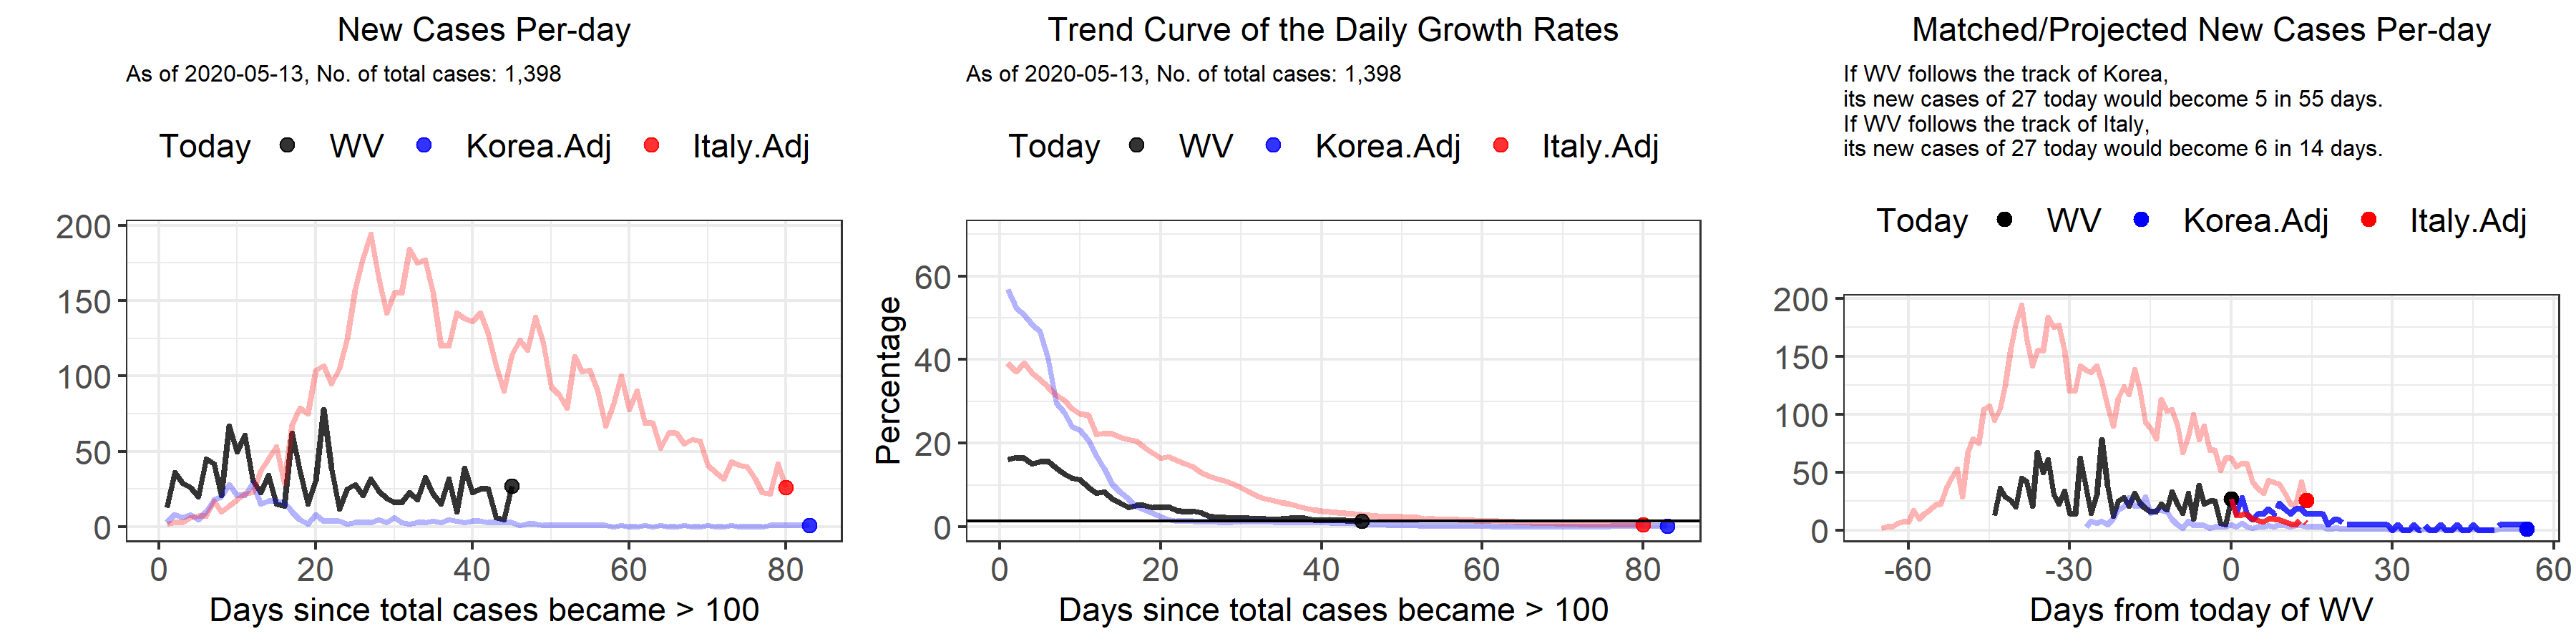 New Cases Per-day
As of 2020-05-13, No. of total cases: 1,398
Today WV Korea.Adj Italy.Adj
200
150
100
50
0
0 20 40 60 80
Days since total cases became > 100
Trend Curve of the Daily Growth Rates
As of 2020-05-13, No. of total cases: 1,398
Today WV Korea.Adj Italy.Adj
Percentage
60
40
20
0
0 20 40 60 80
Days since total cases became > 100
Matched/Projected New Cases Per-day
If WV follows the track of Korea,
its new cases of 27 today would become 5 in 55 days.
If WV follows the track of Italy,
its new cases of 27 today would become 6 in 14 days.
Today WV Korea.Adj Italy.Adj
200
150
100
50
0
-60 -30 0 30 60
Days from today of WV